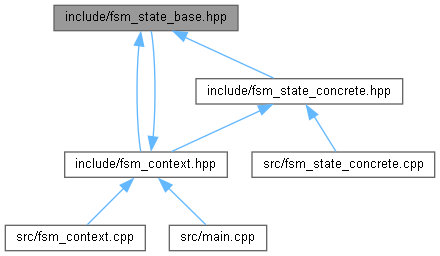 include/fsm_state_base.hpp
include/fsm_state_concrete.hpp
include/fsm_context.hpp
src/fsm_state_concrete.cpp
src/fsm_context.cpp
src/main.cpp